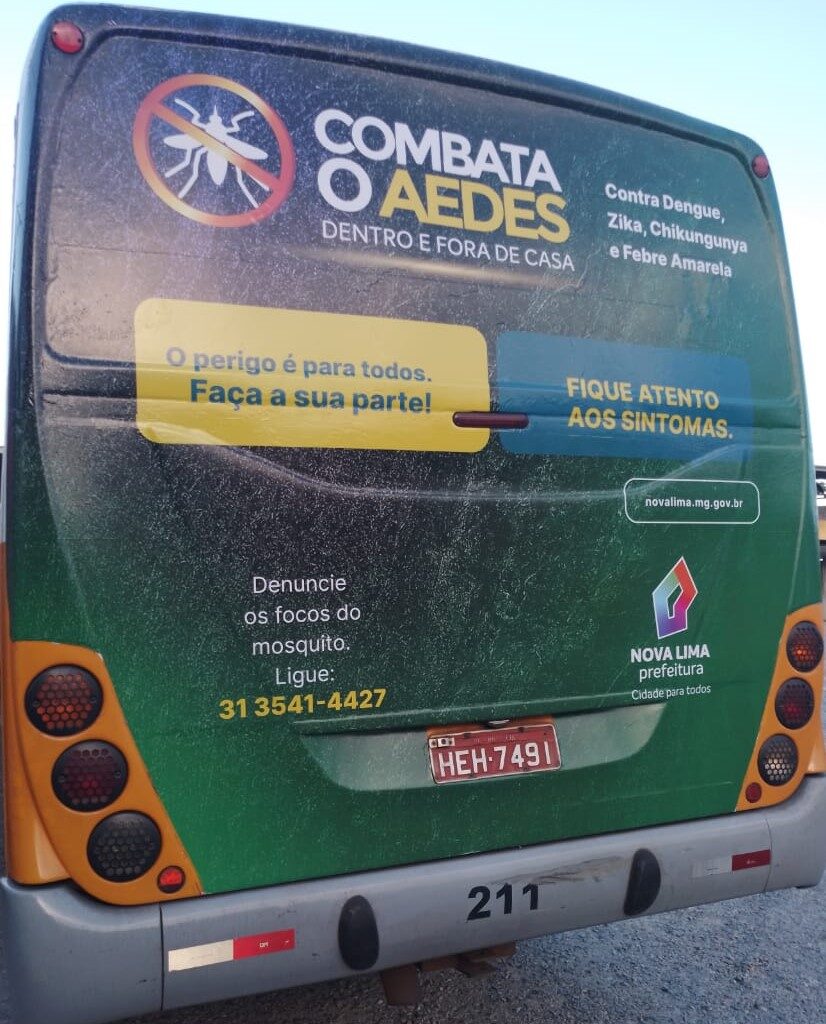 COMBATA
O AEDES
DENTRO E FORA DE CASA
Contra Dengue,
Zika, Chikungunya
e Febre Amarela
O perigo é para todos.
Faça a sua parte!
FIQUE ATENTO
AOS SINTOMAS.
novalima.mg.gov.br
Denuncie
os focos do
mosquito.
Ligue:
31 3541-4427
NOVA LIMA
prefeitura
Cidade para todos
HEH·7491
211